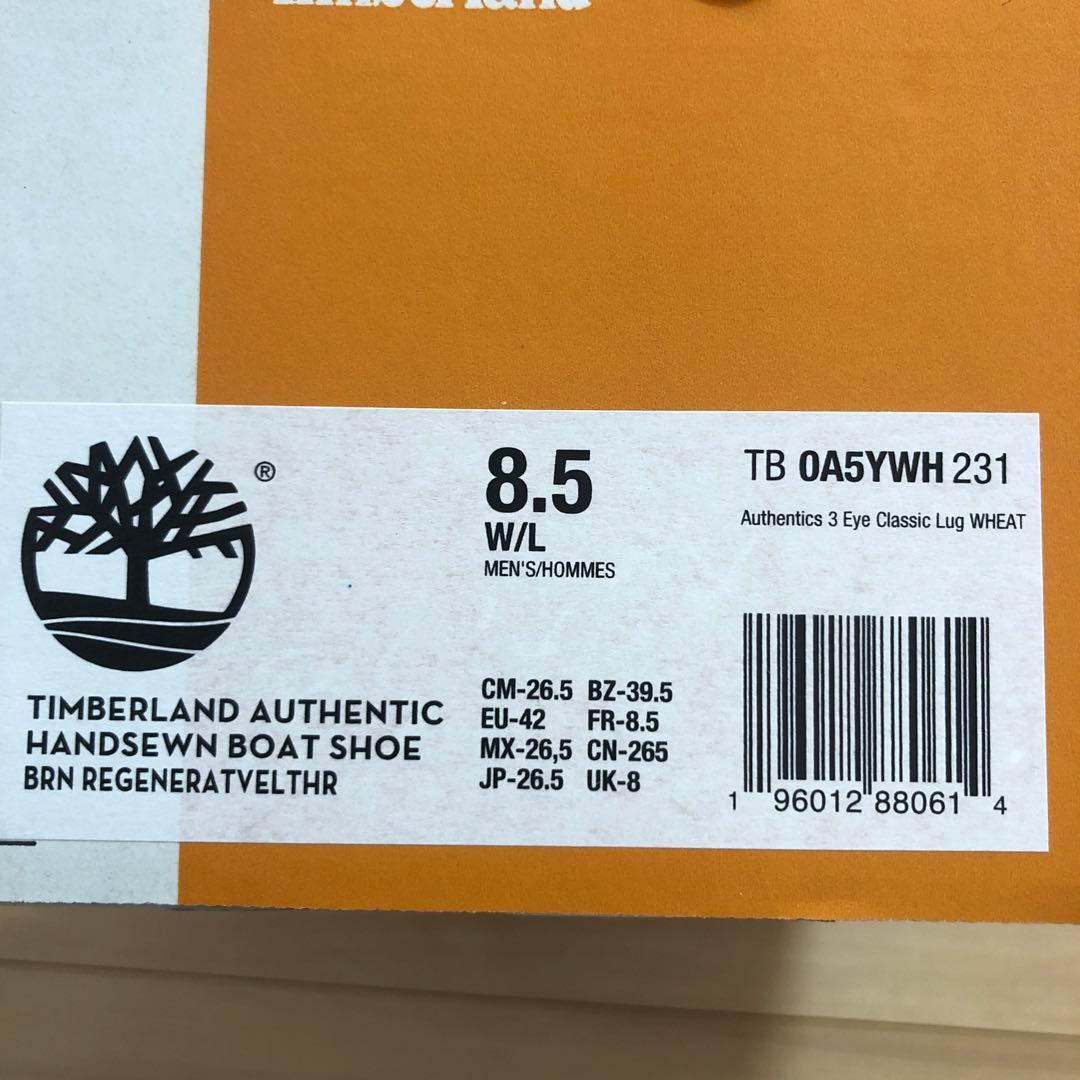 Timberland
®
8.5
W/L
MEN'S/HOMMES
TB 0A5YWH 231
Authentics 3 Eye Classic Lug WHEAT
TIMBERLAND AUTHENTIC
HANDSEWN BOAT SHOE
BRN REGENERATVELTHR
CM-26.5 BZ-39.5
EU-42 FR-8.5
MX-26,5 CN-265
JP-26.5 UK-8
1 96012 88061 4